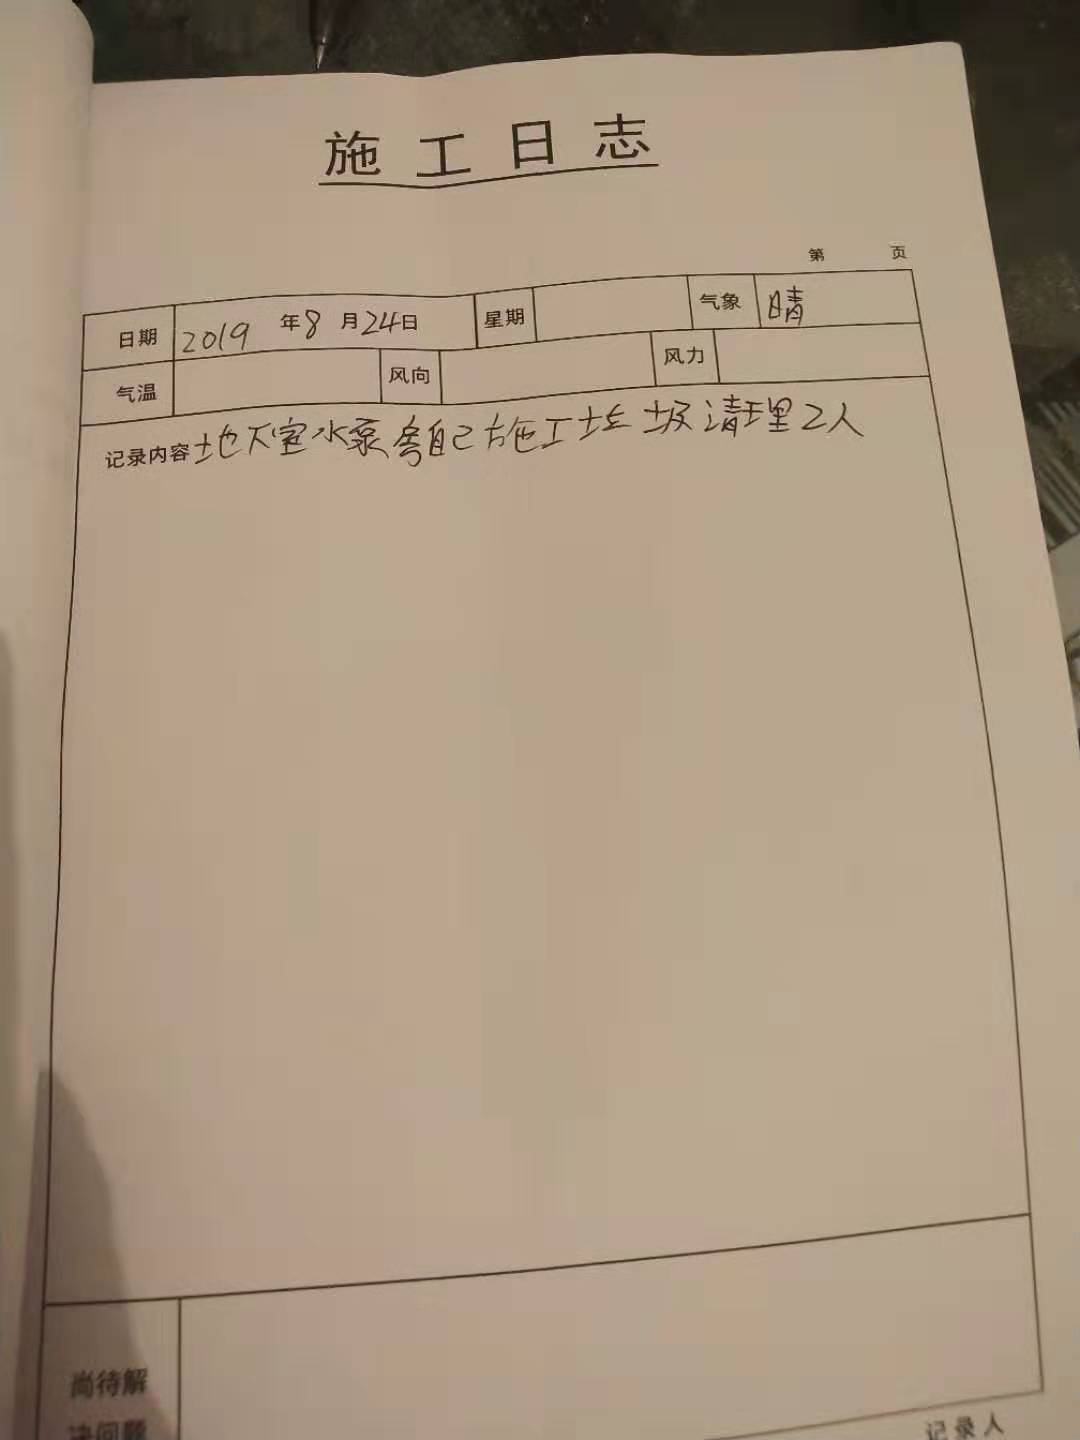 施工日志
第 页
日期 2019 年 8 月 24 日 星期 气象 晴
气温 风向 风力
记录内容 地下室水泵 自己施工垃圾清理2人
尚待解
决问题
记录人